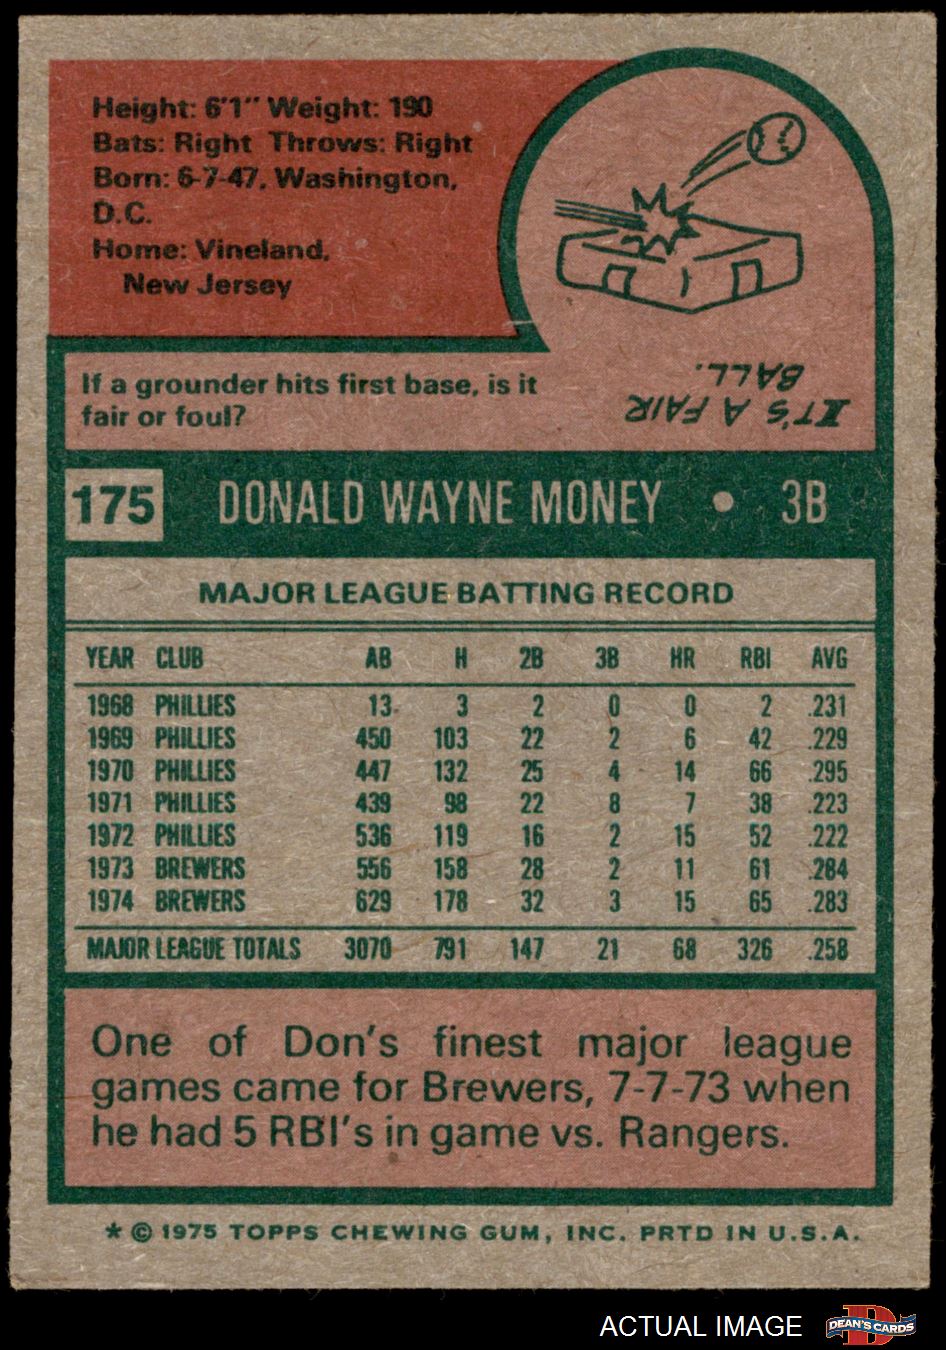 Height: 6'1" Weight: 190
Bats: Right Throws: Right
Born: 6-7-47, Washington,
D.C.
Home: Vineland,
New Jersey
If a grounder hits first base, is it
fair or foul?
IT'S A FAIR
BALL.
175 DONALD WAYNE MONEY • 3B
MAJOR LEAGUE BATTING RECORD
YEAR CLUB AB H 2B 3B HR RBI AVG
1968 PHILLIES 13 3 2 0 0 2 .231
1969 PHILLIES 450 103 22 2 6 42 .229
1970 PHILLIES 447 132 25 4 14 66 .295
1971 PHILLIES 439 98 22 8 7 38 .223
1972 PHILLIES 536 119 16 2 15 52 .222
1973 BREWERS 556 158 28 2 11 61 .284
1974 BREWERS 629 178 32 3 15 65 .283
MAJOR LEAGUE TOTALS 3070 791 147 21 68 326 .258
One of Don's finest major league
games came for Brewers, 7-7-73 when
he had 5 RBI's in game vs. Rangers.
* © 1975 TOPPS CHEWING GUM, INC. PRTD IN U.S.A.
ACTUAL IMAGE DEAN'S CARDS